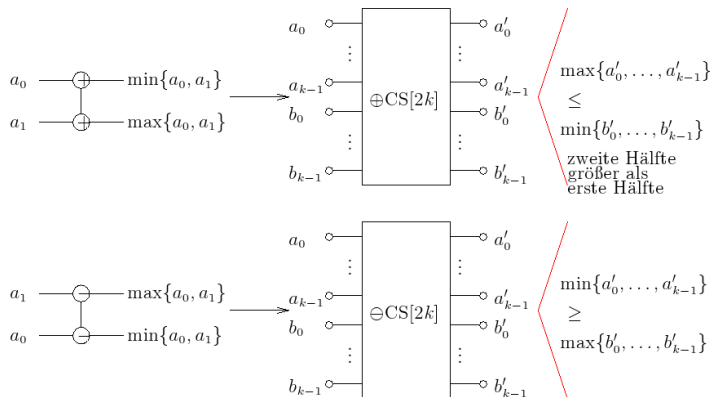 a₀ a′₀
⋮ ⋮
a₀ min{a₀, a₁} aₖ₋₁ a′ₖ₋₁ max{a′₀, . . . , a′ₖ₋₁}
⊕CS[2k] ≤
a₁ max{a₀, a₁} b₀ b′₀ min{b′₀, . . . , b′ₖ₋₁}
⋮ ⋮
zweite Hälfte
größer als
bₖ₋₁ b′ₖ₋₁ erste Hälfte
a₀ a′₀
⋮ ⋮
a₁ max{a₀, a₁} aₖ₋₁ a′ₖ₋₁ min{a′₀, . . . , a′ₖ₋₁}
⊖CS[2k] ≥
a₀ min{a₀, a₁} b₀ b′₀ max{b′₀, . . . , b′ₖ₋₁}
⋮ ⋮
bₖ₋₁ b′ₖ₋₁